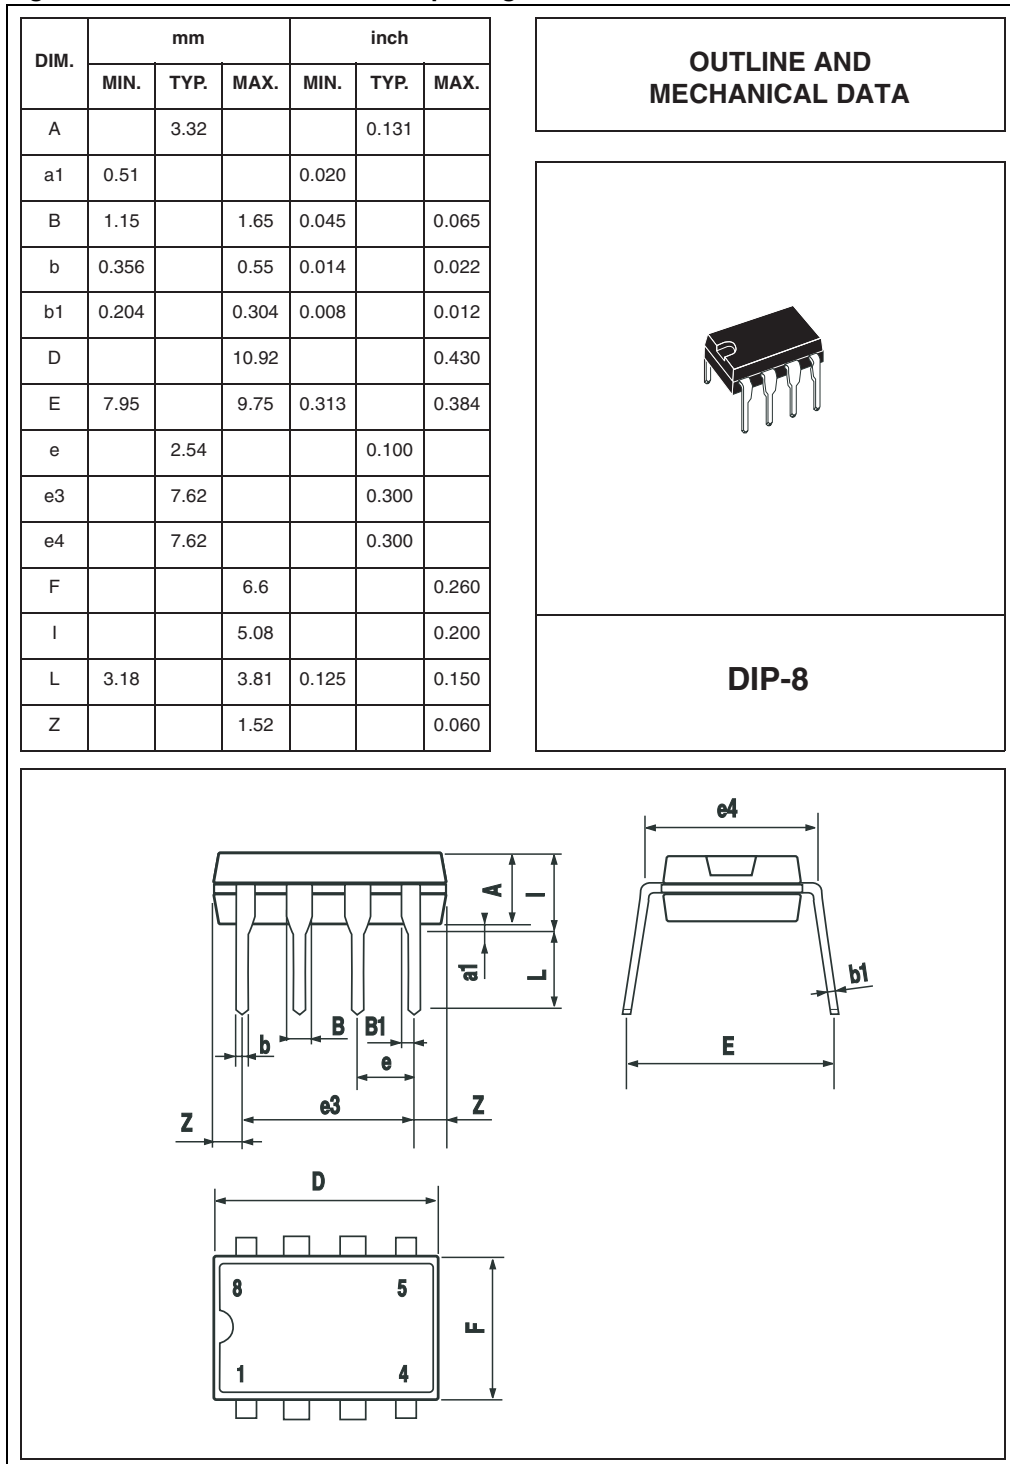 DIM. mm inch
MIN. TYP. MAX. MIN. TYP. MAX.
A 3.32 0.131
a1 0.51 0.020
B 1.15 1.65 0.045 0.065
b 0.356 0.55 0.014 0.022
b1 0.204 0.304 0.008 0.012
D 10.92 0.430
E 7.95 9.75 0.313 0.384
e 2.54 0.100
e3 7.62 0.300
e4 7.62 0.300
F 6.6 0.260
I 5.08 0.200
L 3.18 3.81 0.125 0.150
Z 1.52 0.060
OUTLINE AND
MECHANICAL DATA
DIP-8
e4
A I
a1 L
b1
b B B1
e
E
Z e3 Z
D
8 5
F
1 4